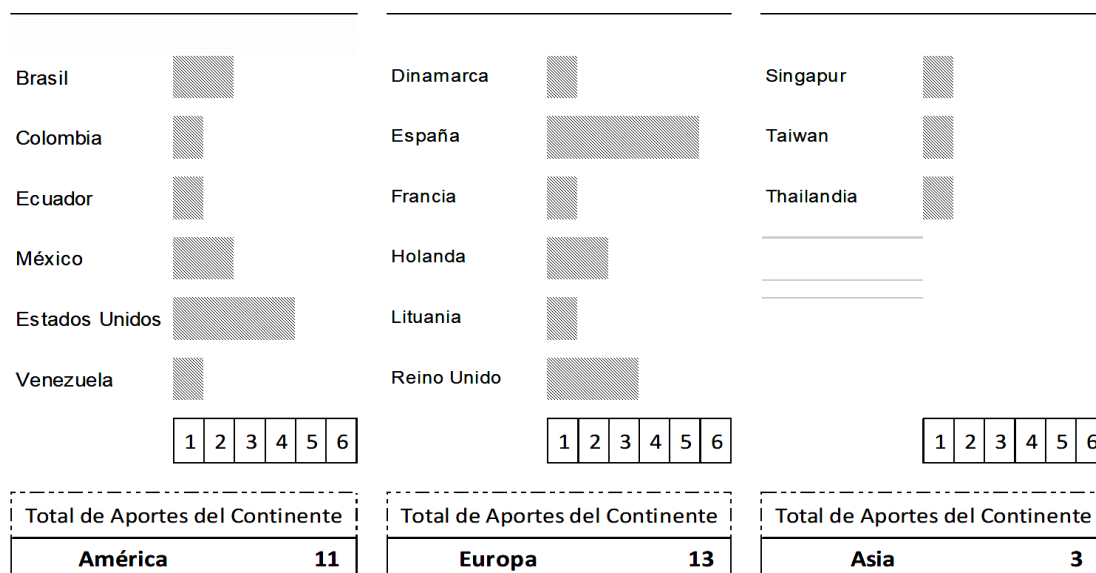 Brasil
Colombia
Ecuador
México
Estados Unidos
Venezuela
1 2 3 4 5 6
Total de Aportes del Continente
América 11
Dinamarca
España
Francia
Holanda
Lituania
Reino Unido
1 2 3 4 5 6
Total de Aportes del Continente
Europa 13
Singapur
Taiwan
Thailandia
1 2 3 4 5 6
Total de Aportes del Continente
Asia 3